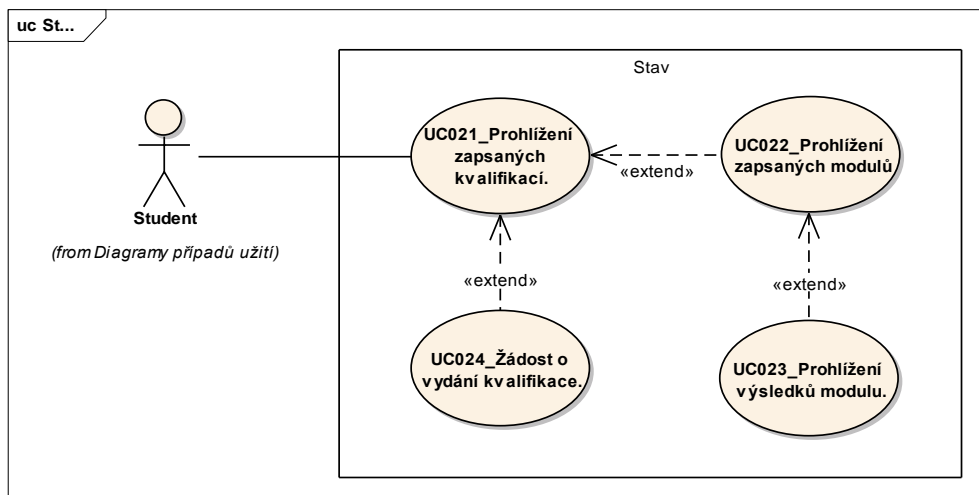 uc St...
Stav
UC021_Prohlížení
zapsaných
kvalifikací.
UC022_Prohlížení
zapsaných modulů
«extend»
Student
(from Diagramy případů užití)
«extend»
«extend»
UC024_Žádost o
vydání kvalifikace.
UC023_Prohlížení
výsledků modulu.